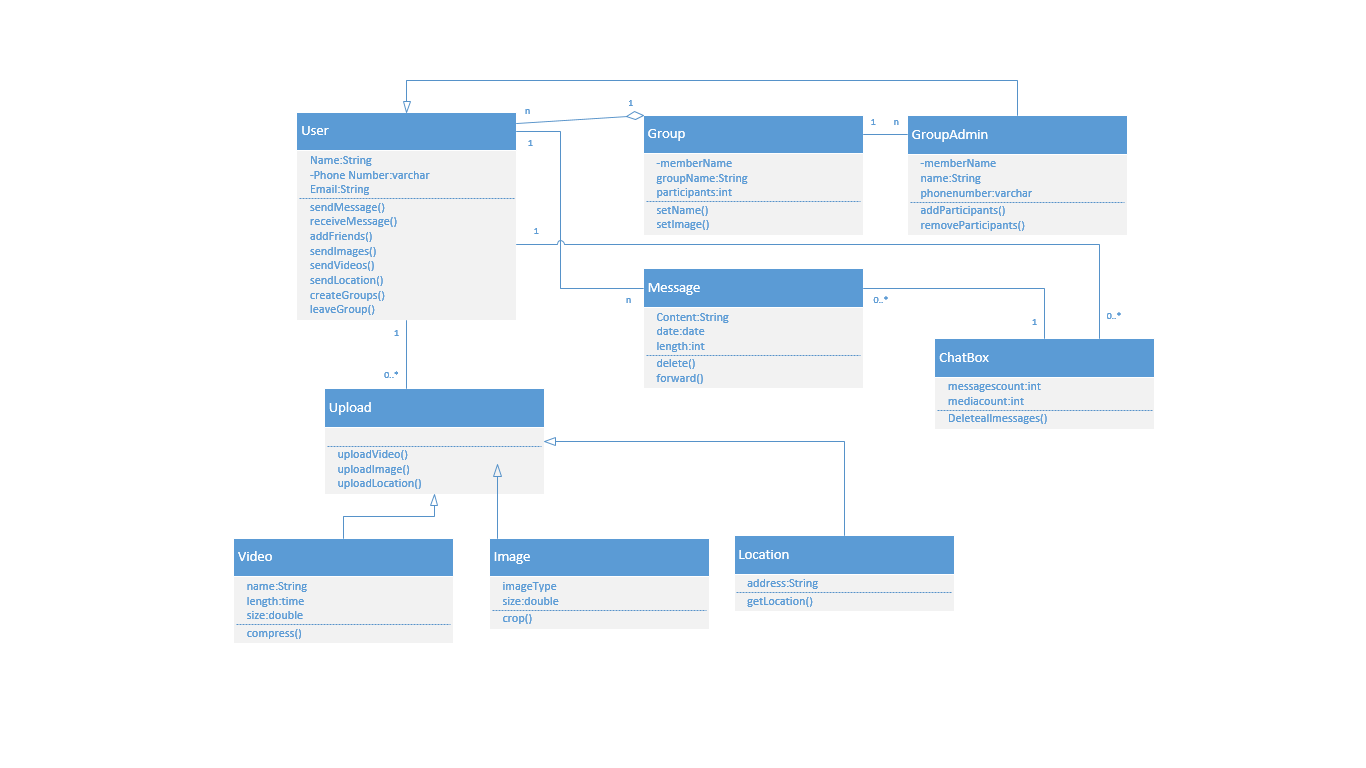 n
1
1
User
Name:String
-Phone Number:varchar
Email:String
sendMessage()
receiveMessage()
addFriends()
sendImages()
sendVideos()
sendLocation()
createGroups()
leaveGroup()
Group
-memberName
groupName:String
participants:int
setName()
setImage()
1 n
GroupAdmin
-memberName
name:String
phonenumber:varchar
addParticipants()
removeParticipants()
1
n
Message
Content:String
date:date
length:int
delete()
forward()
0..*
1
0..*
ChatBox
messagescount:int
mediacount:int
Deleteallmessages()
1
0..*
Upload
uploadVideo()
uploadImage()
uploadLocation()
Video
name:String
length:time
size:double
compress()
Image
imageType
size:double
crop()
Location
address:String
getLocation()